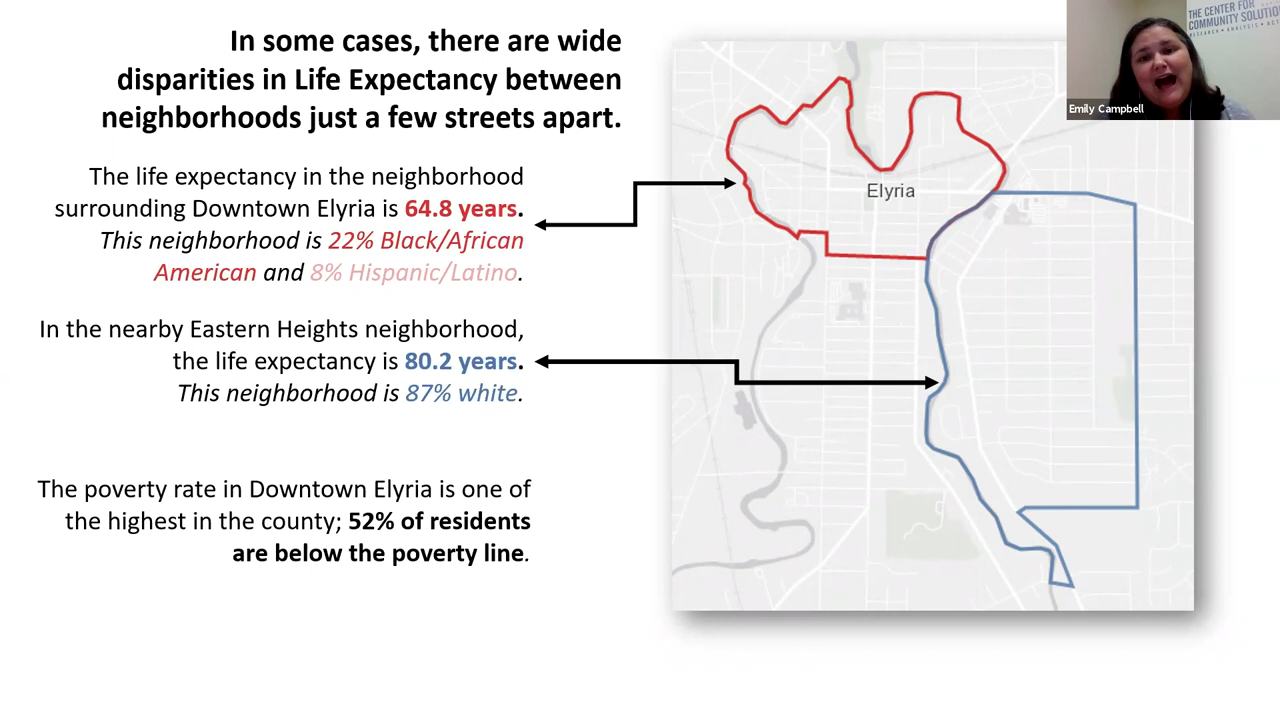 In some cases, there are wide
disparities in Life Expectancy between
neighborhoods just a few streets apart.
The life expectancy in the neighborhood
surrounding Downtown Elyria is 64.8 years.
This neighborhood is 22% Black/African
American and 8% Hispanic/Latino.
In the nearby Eastern Heights neighborhood,
the life expectancy is 80.2 years.
This neighborhood is 87% white.
The poverty rate in Downtown Elyria is one of
the highest in the county; 52% of residents
are below the poverty line.
Elyria
THE CENTER FOR
COMMUNITY SOLUTIO
RESEARCH • ANALYSIS • AC
Emily Campbell